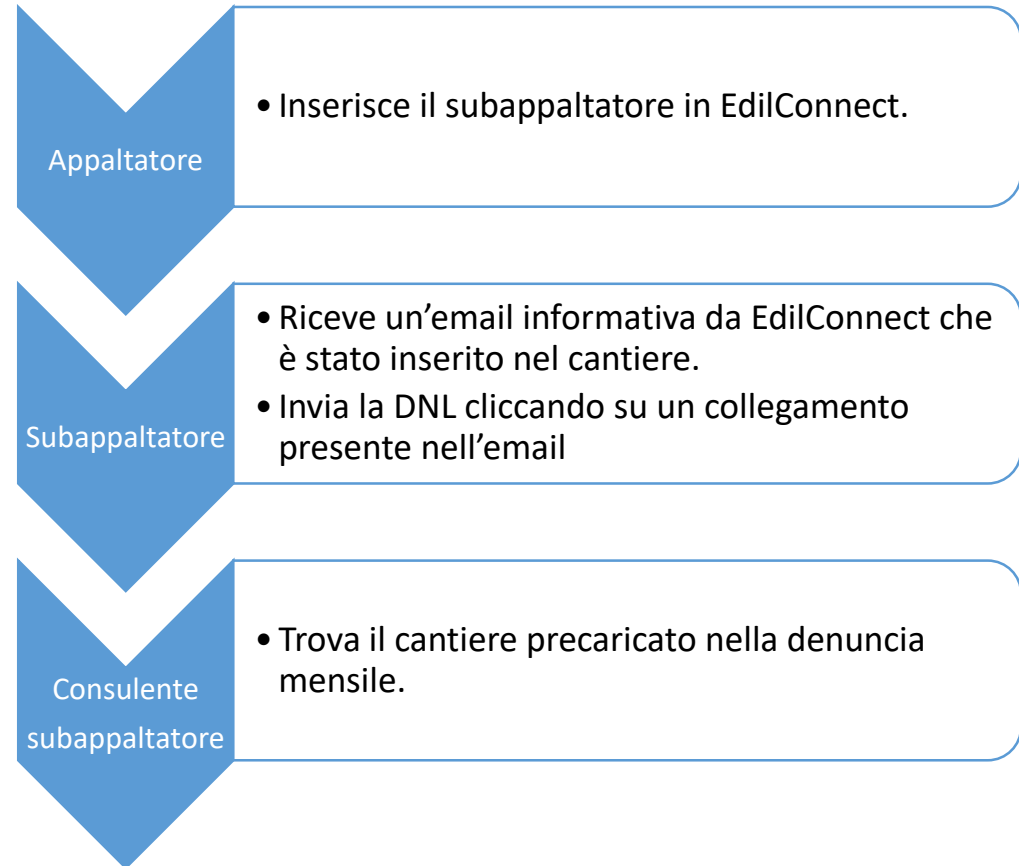 Appaltatore
• Inserisce il subappaltatore in EdilConnect.
Subappaltatore
• Riceve un’email informativa da EdilConnect che
è stato inserito nel cantiere.
• Invia la DNL cliccando su un collegamento
presente nell’email
Consulente
subappaltatore
• Trova il cantiere precaricato nella denuncia
mensile.